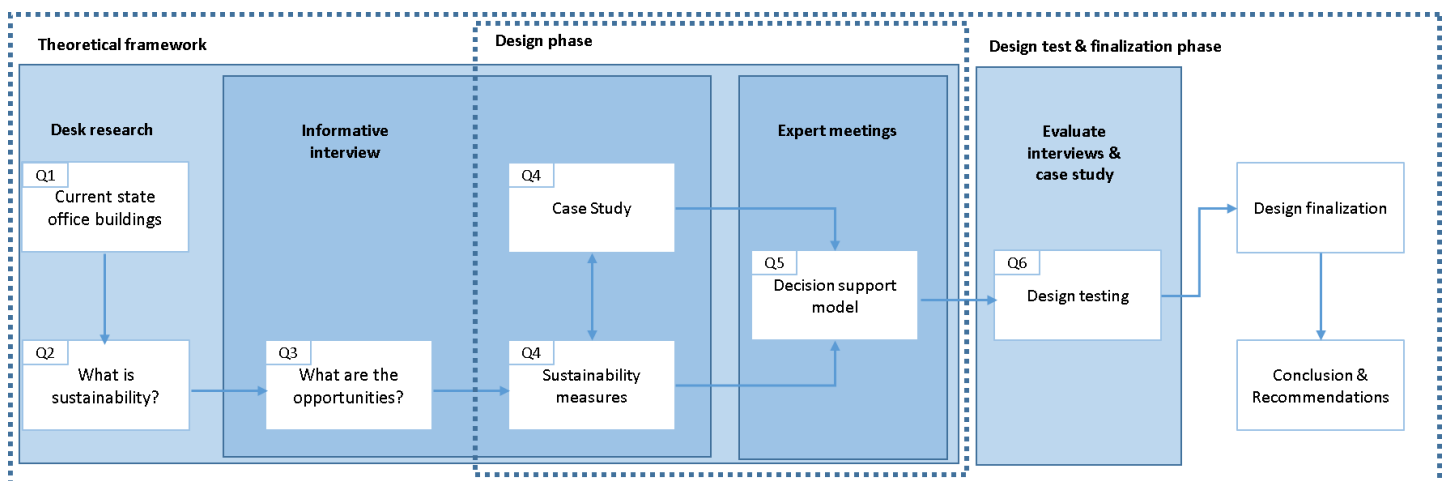 Theoretical framework
Design phase
Design test & finalization phase
Desk research
Informative
interview
Expert meetings
Evaluate
interviews &
case study
Q1
Current state
office buildings
Q4
Case Study
Design finalization
Q5
Decision support
model
Q6
Design testing
Q2
What is
sustainability?
Q3
What are the
opportunities?
Q4
Sustainability
measures
Conclusion &
Recommendations